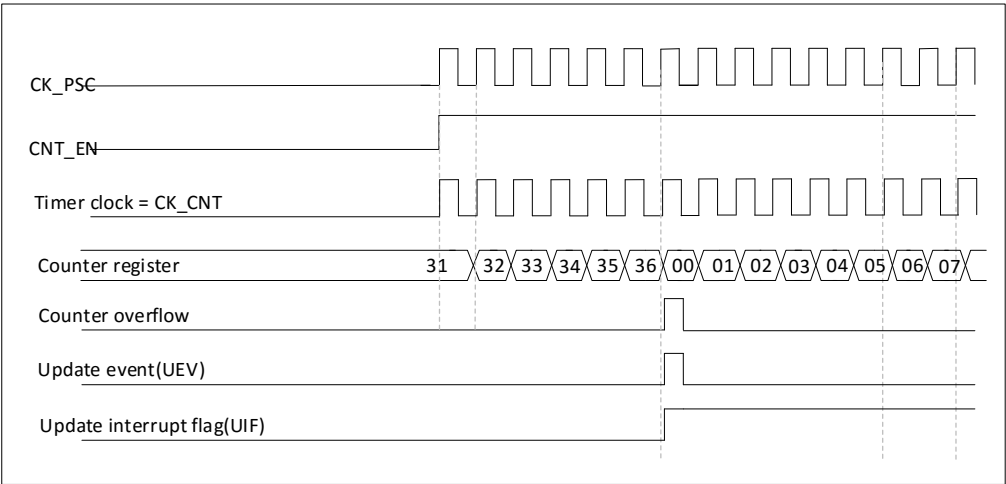 CK_PSC
CNT_EN
Timer clock = CK_CNT
Counter register 31 32 33 34 35 36 00 01 02 03 04 05 06 07
Counter overflow
Update event(UEV)
Update interrupt flag(UIF)